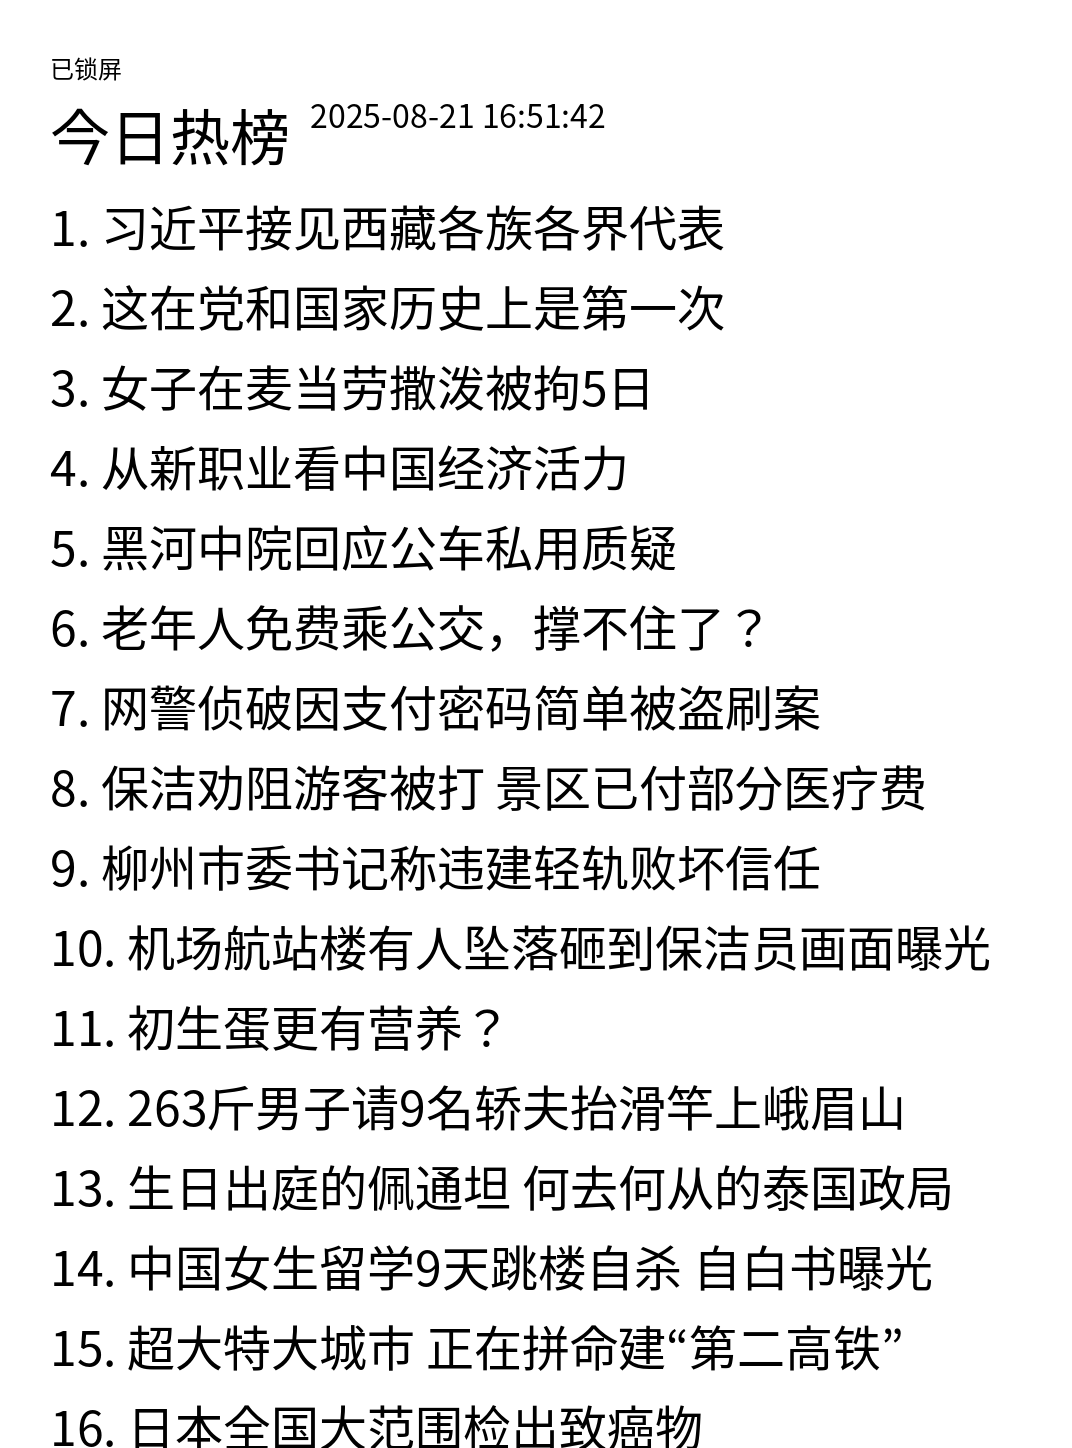 已锁屏
今日热榜 2025-08-21 16:51:42
1. 习近平接见西藏各族各界代表
2. 这在党和国家历史上是第一次
3. 女子在麦当劳撒泼被拘5日
4. 从新职业看中国经济活力
5. 黑河中院回应公车私用质疑
6. 老年人免费乘公交，撑不住了？
7. 网警侦破因支付密码简单被盗刷案
8. 保洁劝阻游客被打 景区已付部分医疗费
9. 柳州市委书记称违建轻轨败坏信任
10. 机场航站楼有人坠落砸到保洁员画面曝光
11. 初生蛋更有营养？
12. 263斤男子请9名轿夫抬滑竿上峨眉山
13. 生日出庭的佩通坦 何去何从的泰国政局
14. 中国女生留学9天跳楼自杀 自白书曝光
15. 超大特大城市 正在拼命建“第二高铁”
16. 日本全国大范围检出致癌物